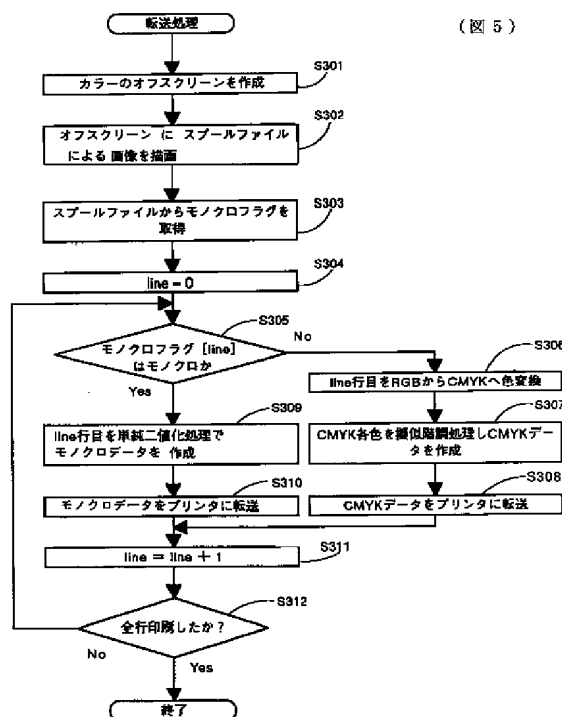 (図5)
転送処理
S301
カラーのオフスクリーンを作成
S302
オフスクリーン に スプールファイル
による 画像を描画
S303
スプールファイルからモノクロフラグを
取得
S304
line = 0
S305
モノクロフラグ [line]
はモノクロか
No
Yes
S306
line行目をRGBからCMYKへ色変換
S307
CMYK各色を擬似階調処理しCMYKデー
タを作成
S308
CMYKデータをプリンタに転送
S309
line行目を単純二値化処理で
モノクロデータを 作成
S310
モノクロデータをプリンタに転送
S311
line = line + 1
S312
全行印刷したか?
No
Yes
終了